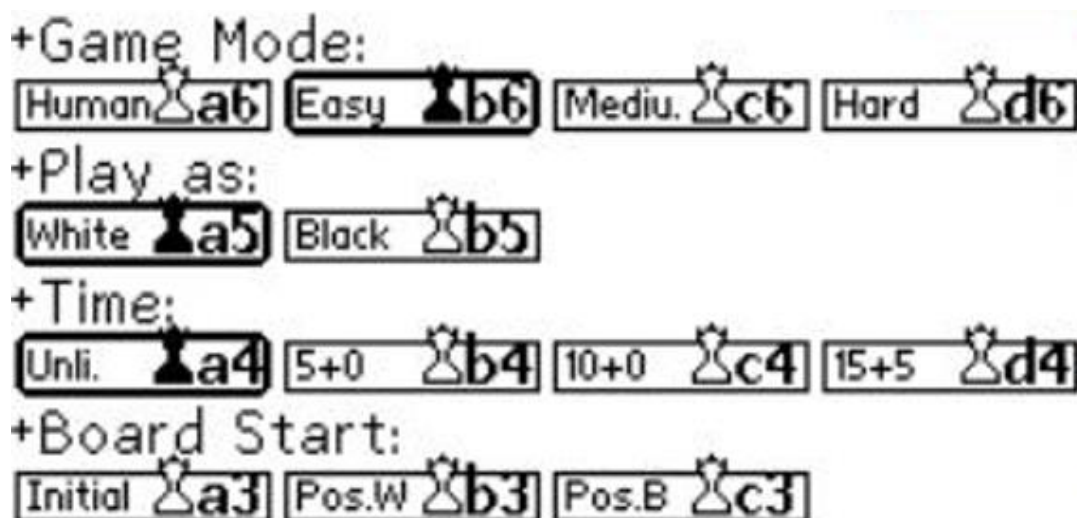 +Game Mode:
Human a6 Easy b6 Mediu. c6 Hard d6
+Play as:
White a5 Black b5
+Time:
Unli. a4 5+0 b4 10+0 c4 15+5 d4
+Board Start:
Initial a3 Pos.W b3 Pos.B c3